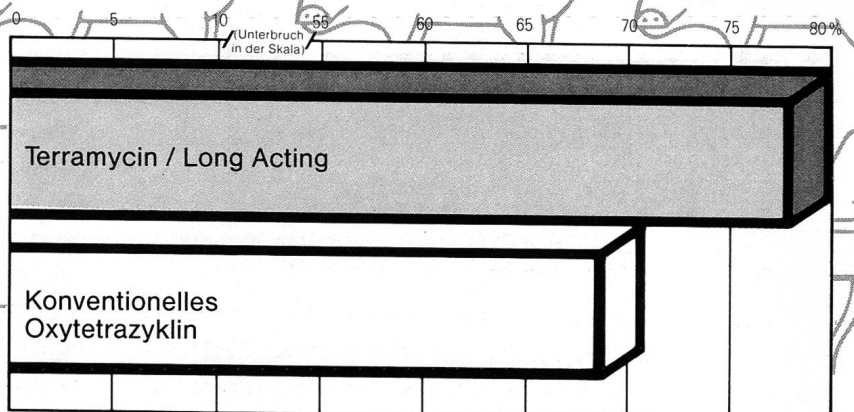 0 5 10 55 60 65 70 75 80 %
(Unterbruch
in der Skala)
Terramycin / Long Acting
Konventionelles
Oxytetrazyklin